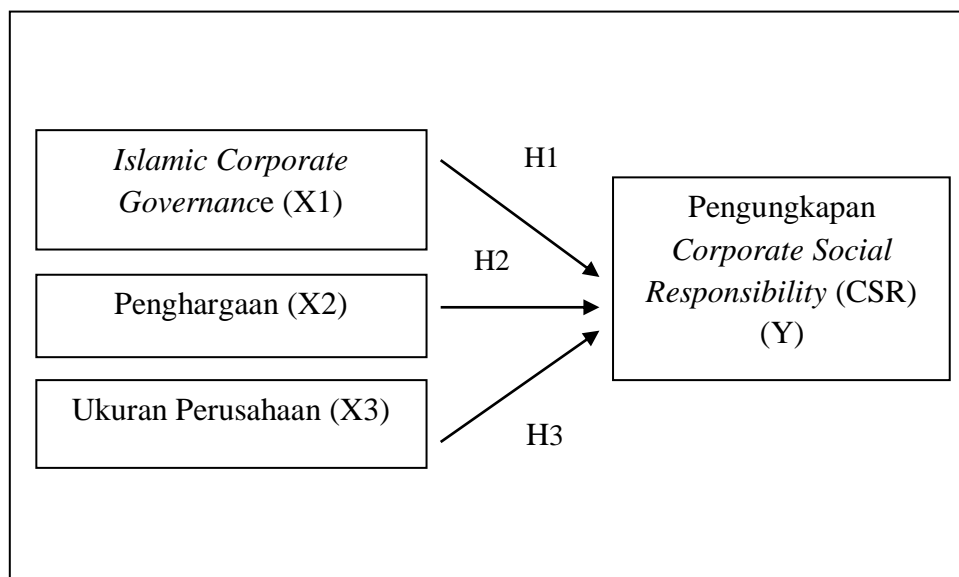 Islamic Corporate
Governance (X1)
H1
Pengungkapan
Corporate Social
Responsibility (CSR)
(Y)
H2
Penghargaan (X2)
Ukuran Perusahaan (X3)
H3